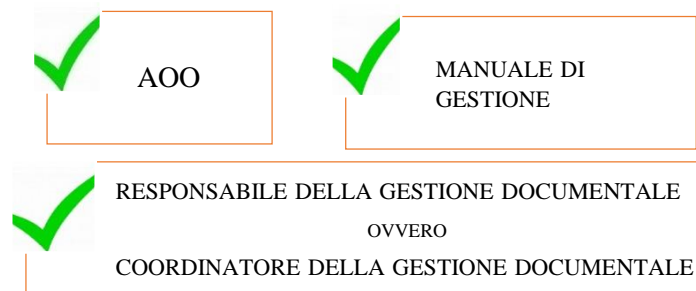 AOO
MANUALE DI
GESTIONE
RESPONSABILE DELLA GESTIONE DOCUMENTALE
OVVERO
COORDINATORE DELLA GESTIONE DOCUMENTALE